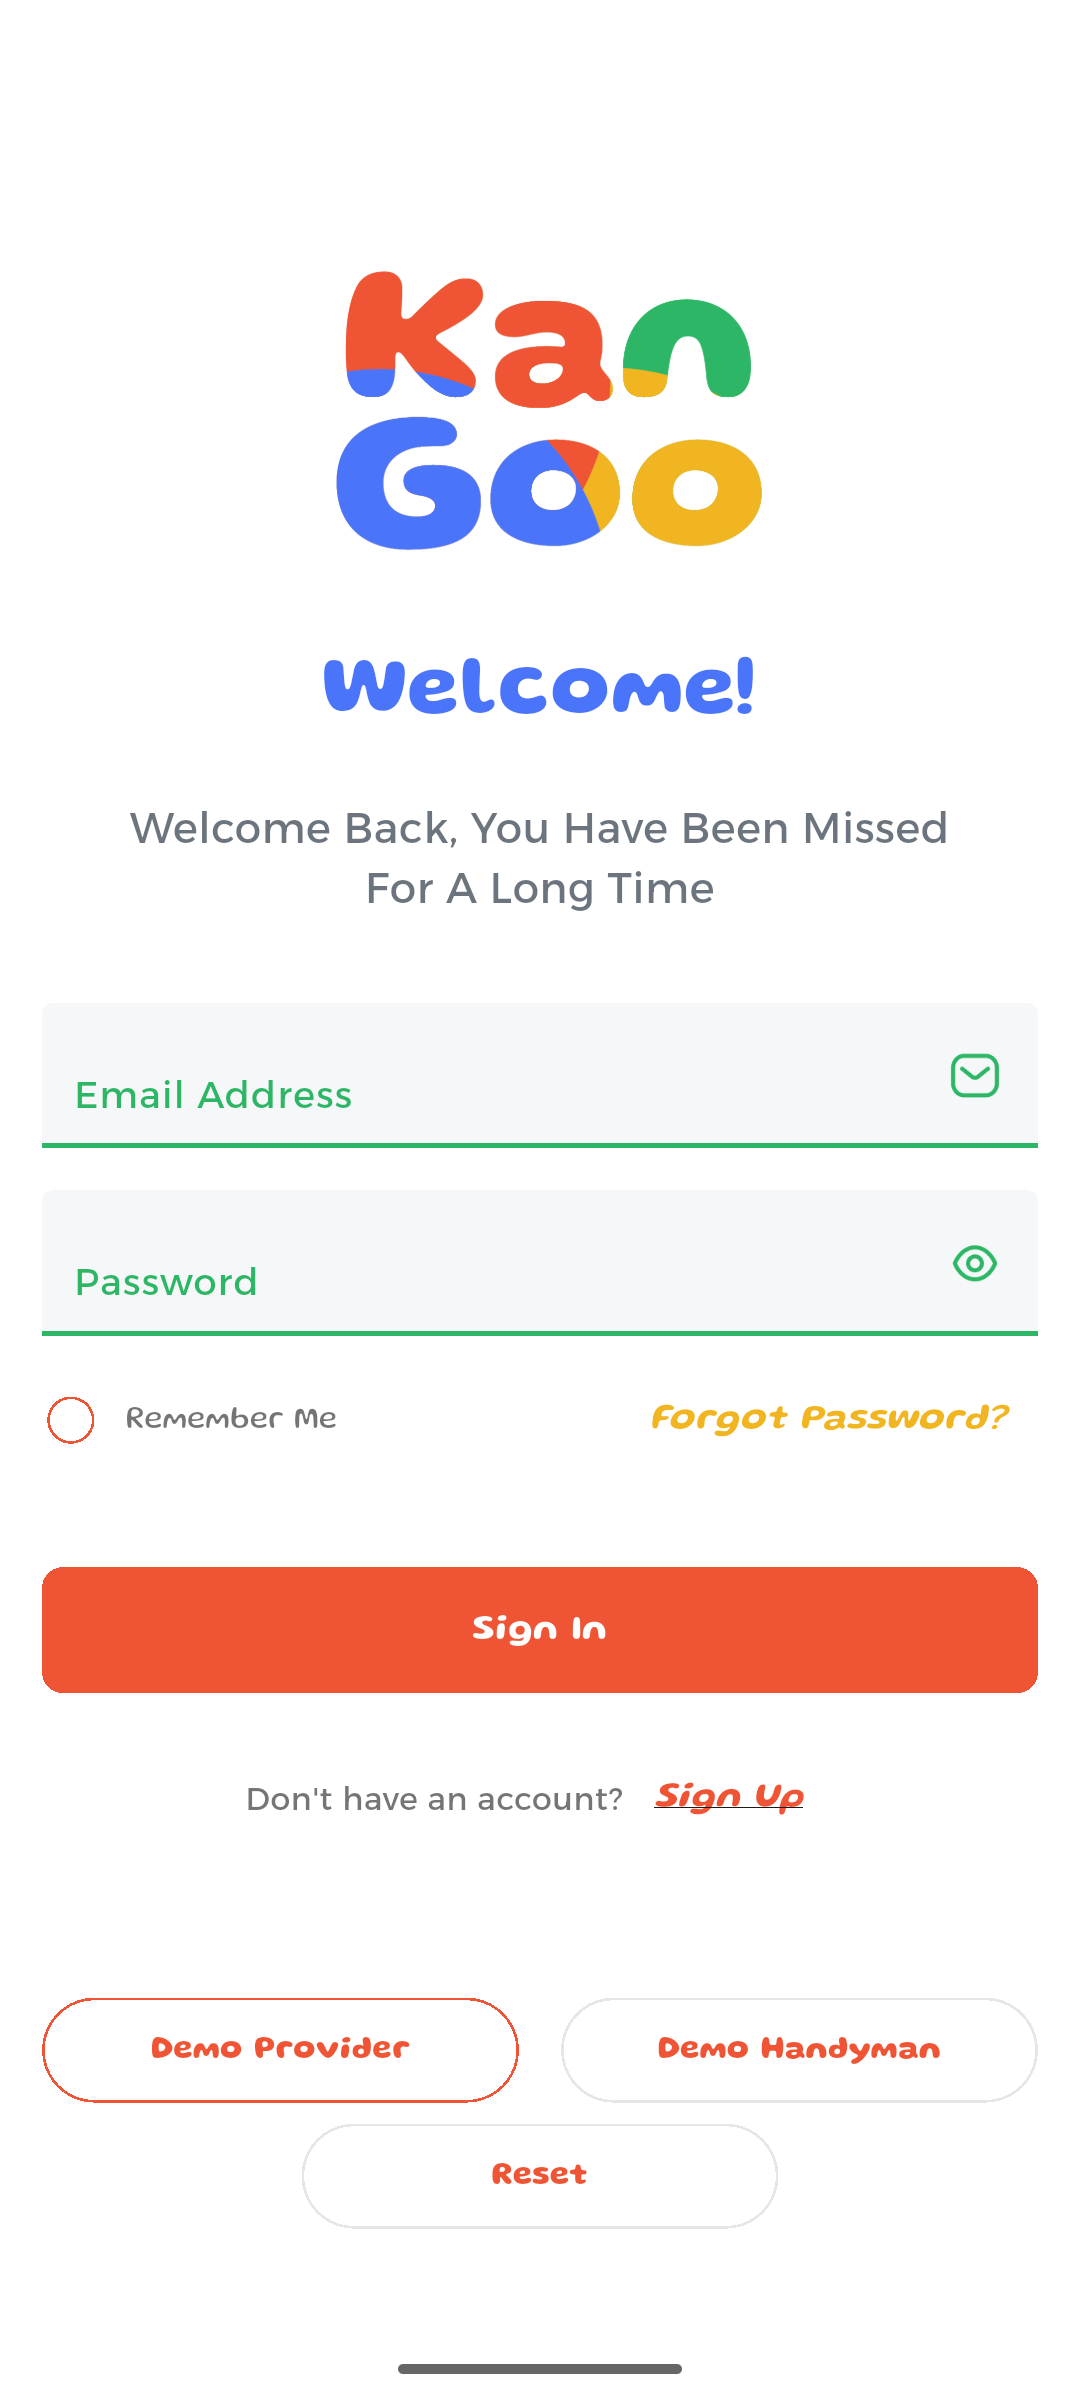 Kan
Goo
Welcome!
Welcome Back, You Have Been Missed
For A Long Time
Email Address
Password
Remember Me
Forgot Password?
Sign In
Don't have an account? Sign Up
Demo Provider
Demo Handyman
Reset